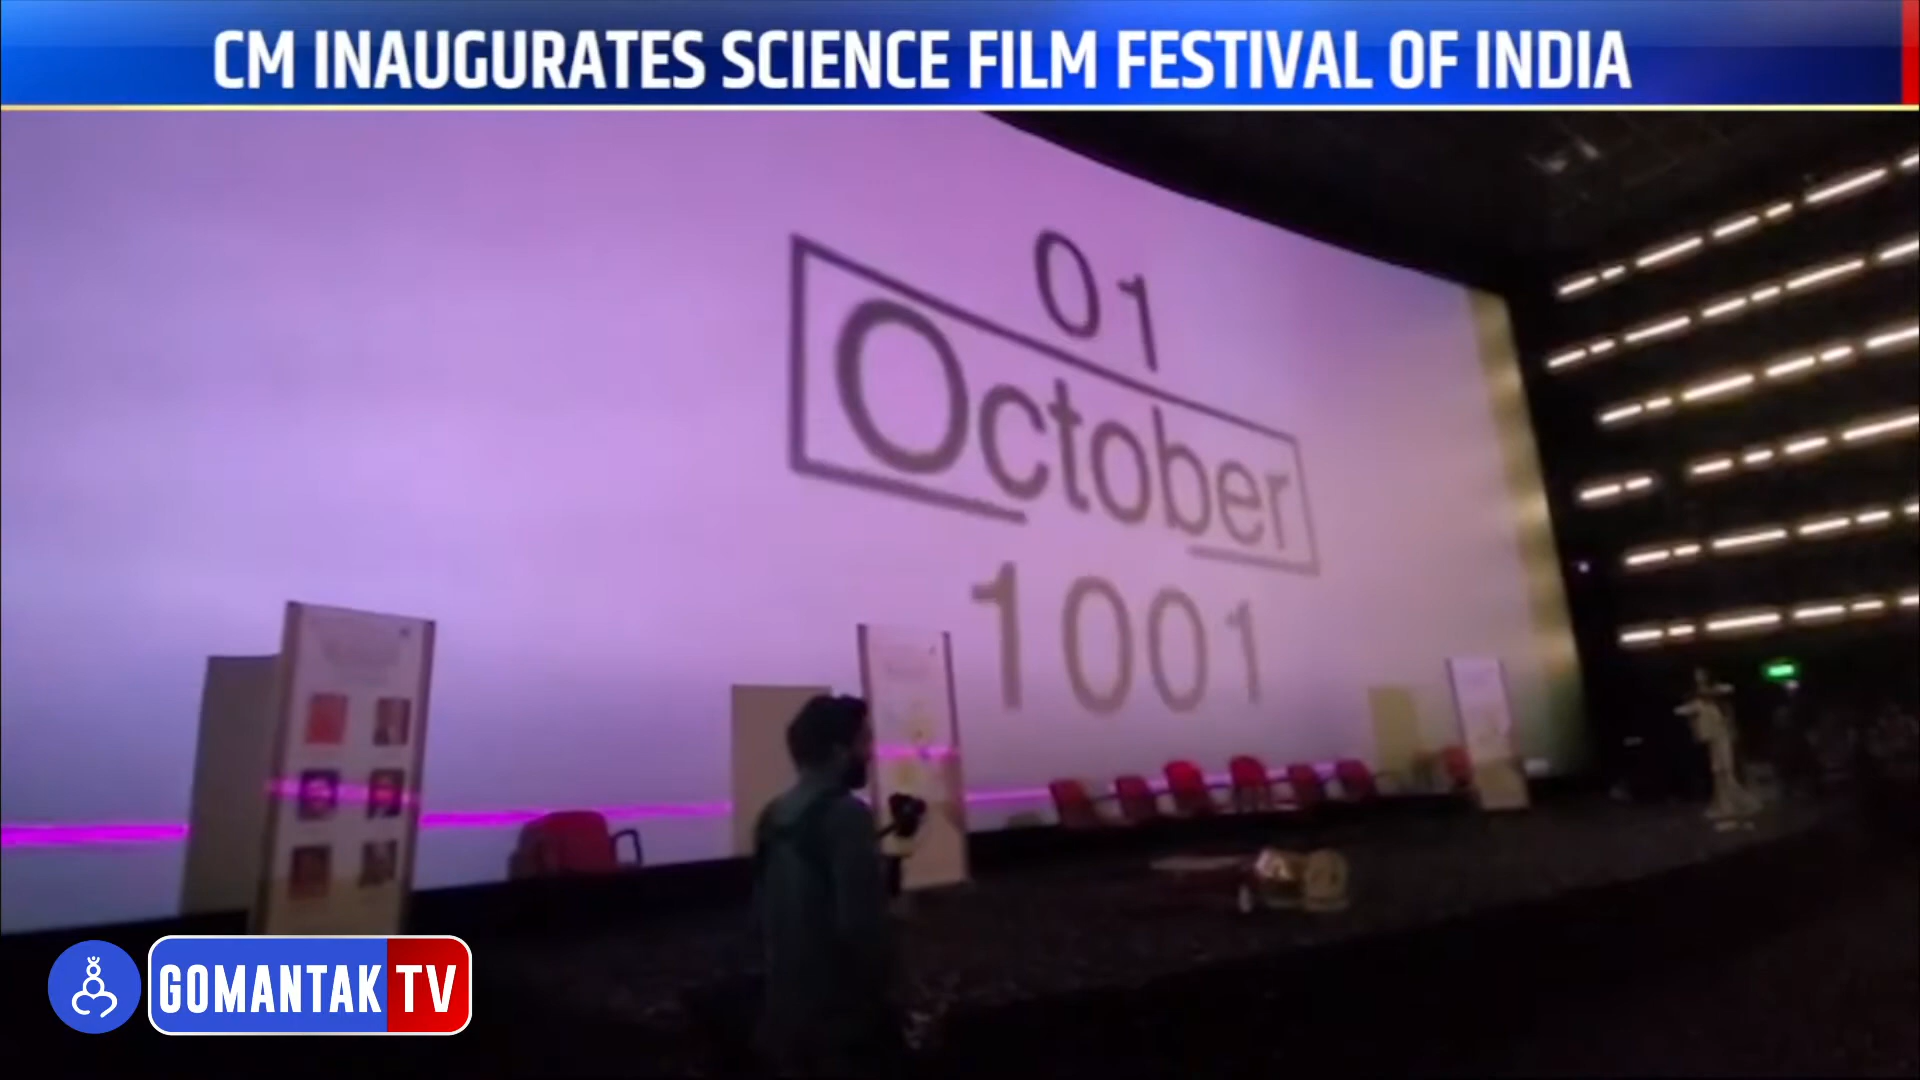 CM INAUGURATES SCIENCE FILM FESTIVAL OF INDIA
01
October
1001
GOMANTAK TV